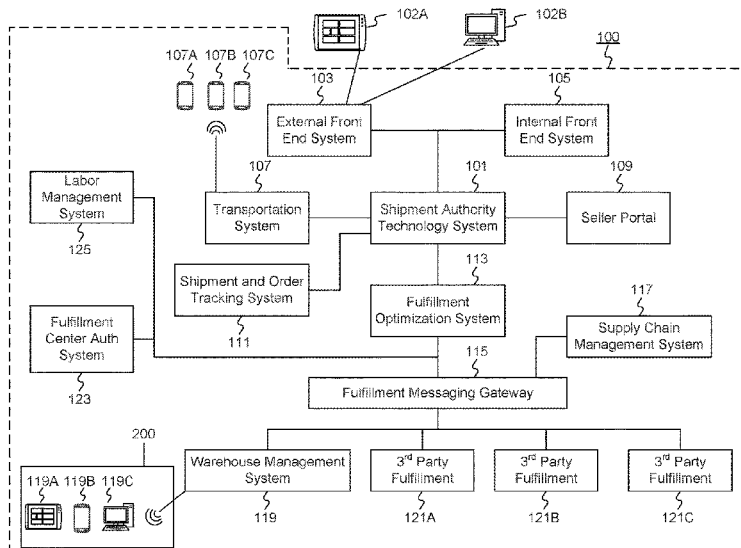 102A
102B
100
107A 107B 107C
103
105
External Front
End System
Internal Front
End System
107
101
109
Labor
Management
System
125
Transportation
System
Shipment Authority
Technology System
Seller Portal
113
Shipment and Order
Tracking System
111
Fulfillment
Optimization System
117
Supply Chain
Management System
Fulfillment
Center Auth
System
123
115
Fulfillment Messaging Gateway
200
119A 119B 119C
Warehouse Management
System
119
3rd Party
Fulfillment
121A
3rd Party
Fulfillment
121B
3rd Party
Fulfillment
121C